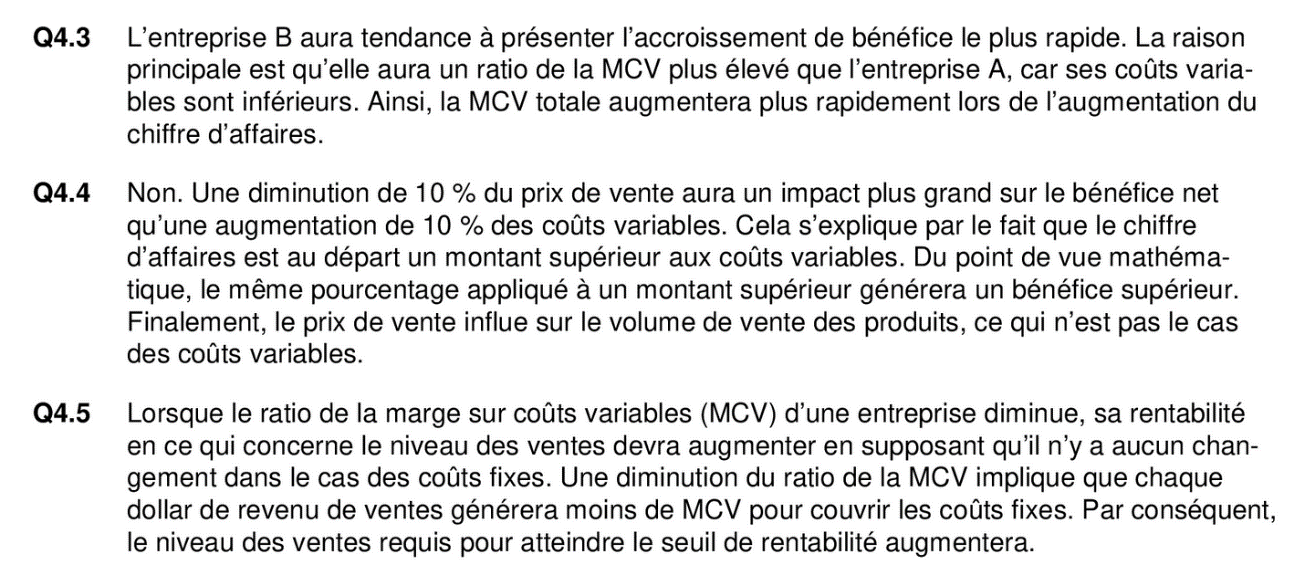 Q4.3 L’entreprise B aura tendance à présenter l’accroissement de bénéfice le plus rapide. La raison
principale est qu’elle aura un ratio de la MCV plus élevé que l’entreprise A, car ses coûts varia-
bles sont inférieurs. Ainsi, la MCV totale augmentera plus rapidement lors de l’augmentation du
chiffre d’affaires.
Q4.4 Non. Une diminution de 10 % du prix de vente aura un impact plus grand sur le bénéfice net
qu’une augmentation de 10 % des coûts variables. Cela s’explique par le fait que le chiffre
d’affaires est au départ un montant supérieur aux coûts variables. Du point de vue mathéma-
tique, le même pourcentage appliqué à un montant supérieur générera un bénéfice supérieur.
Finalement, le prix de vente influe sur le volume de vente des produits, ce qui n’est pas le cas
des coûts variables.
Q4.5 Lorsque le ratio de la marge sur coûts variables (MCV) d’une entreprise diminue, sa rentabilité
en ce qui concerne le niveau des ventes devra augmenter en supposant qu’il n’y a aucun chan-
gement dans le cas des coûts fixes. Une diminution du ratio de la MCV implique que chaque
dollar de revenu de ventes générera moins de MCV pour couvrir les coûts fixes. Par conséquent,
le niveau des ventes requis pour atteindre le seuil de rentabilité augmentera.